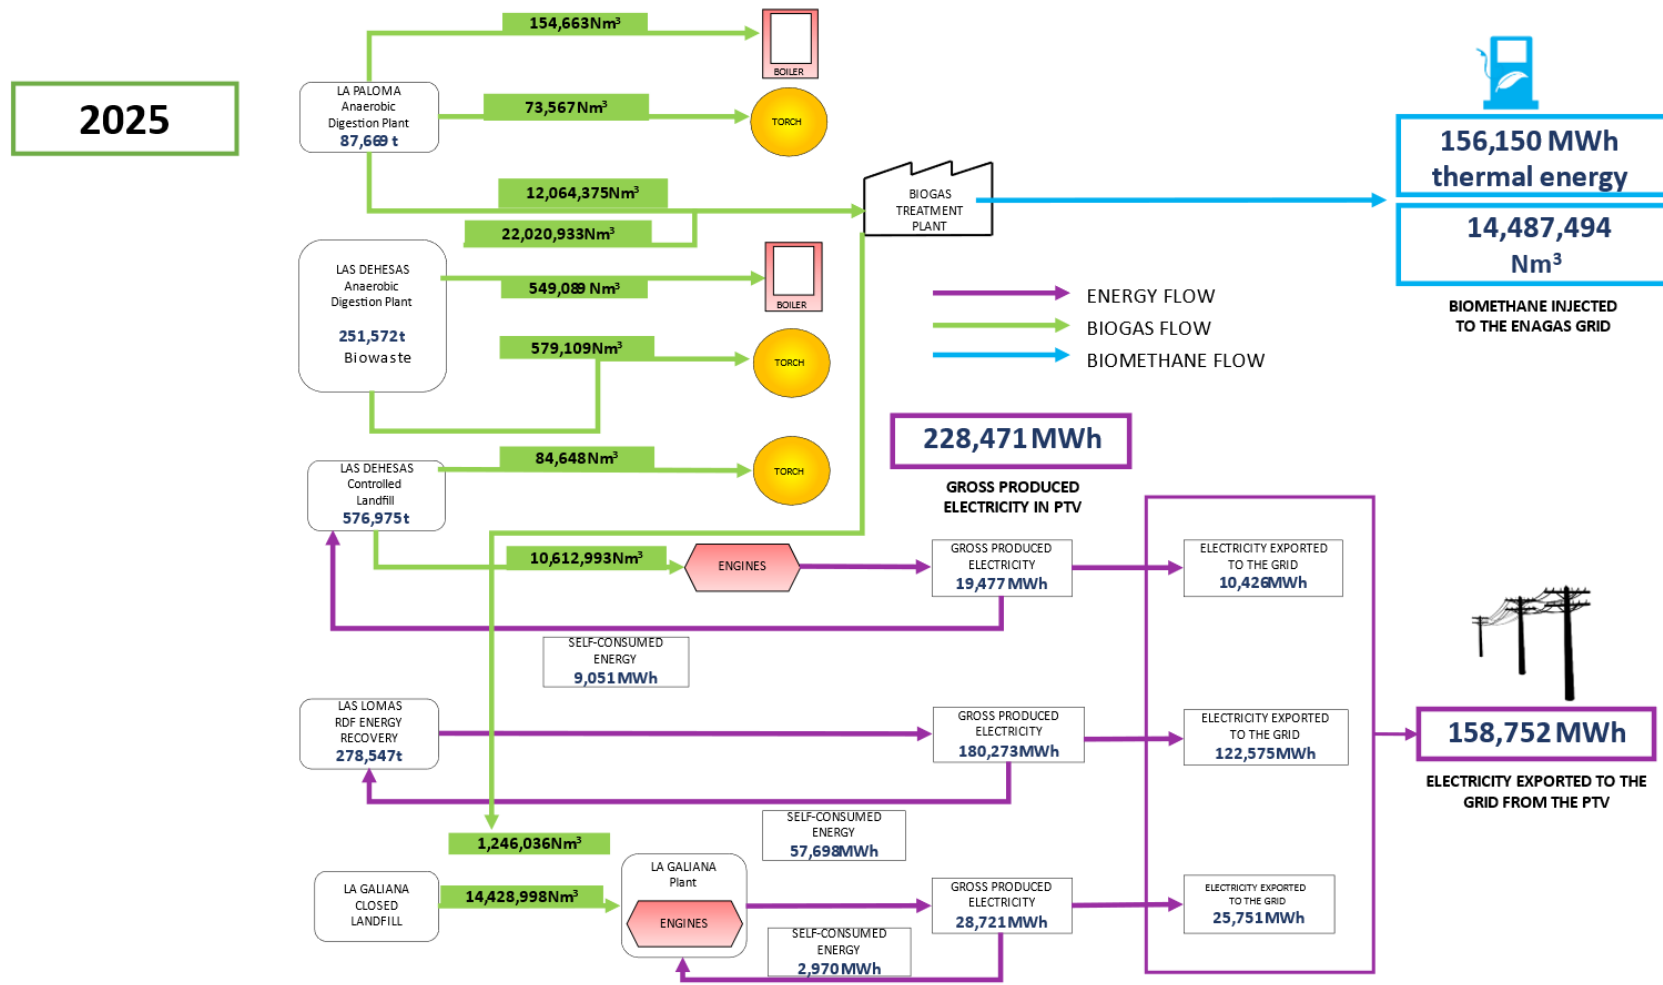 2025
154,663Nm³
BOILER
LA PALOMA
Anaerobic
Digestion Plant
87,669 t
73,567Nm³
TORCH
12,064,375Nm³
22,020,933Nm³
BIOGAS
TREATMENT
PLANT
156,150 MWh
thermal energy
14,487,494
Nm³
BIOMETHANE INJECTED
TO THE ENAGAS GRID
LAS DEHESAS
Anaerobic
Digestion Plant
251,572t
Biowaste
549,089 Nm³
BOILER
579,109Nm³
TORCH
ENERGY FLOW
BIOGAS FLOW
BIOMETHANE FLOW
228,471 MWh
GROSS PRODUCED
ELECTRICITY IN PTV
LAS DEHESAS
Controlled
Landfill
576,975t
84,648Nm³
TORCH
10,612,993Nm³
ENGINES
GROSS PRODUCED
ELECTRICITY
19,477 MWh
ELECTRICITY EXPORTED
TO THE GRID
10,426MWh
SELF-CONSUMED
ENERGY
9,051 MWh
LAS LOMAS
RDF ENERGY
RECOVERY
278,547t
GROSS PRODUCED
ELECTRICITY
180,273MWh
ELECTRICITY EXPORTED
TO THE GRID
122,575MWh
158,752 MWh
ELECTRICITY EXPORTED TO THE
GRID FROM THE PTV
SELF-CONSUMED
ENERGY
57,698MWh
1,246,036Nm³
LA GALIANA
CLOSED
LANDFILL
14,428,998Nm³
LA GALIANA
Plant
ENGINES
GROSS PRODUCED
ELECTRICITY
28,721MWh
ELECTRICITY EXPORTED
TO THE GRID
25,751MWh
SELF-CONSUMED
ENERGY
2,970 MWh